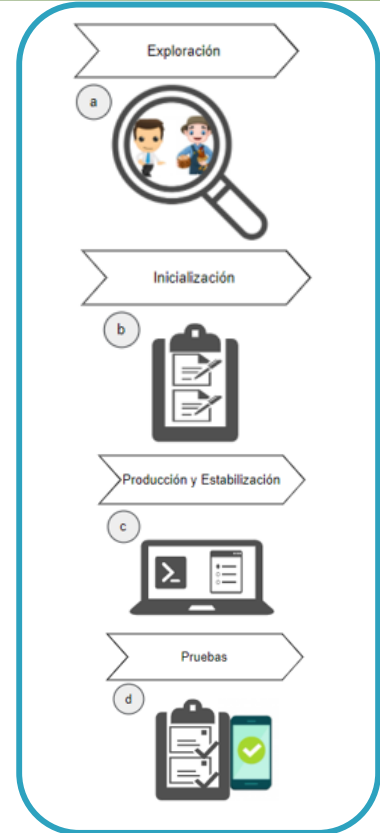 Exploración
a
Inicialización
b
Producción y Estabilización
c
Pruebas
d